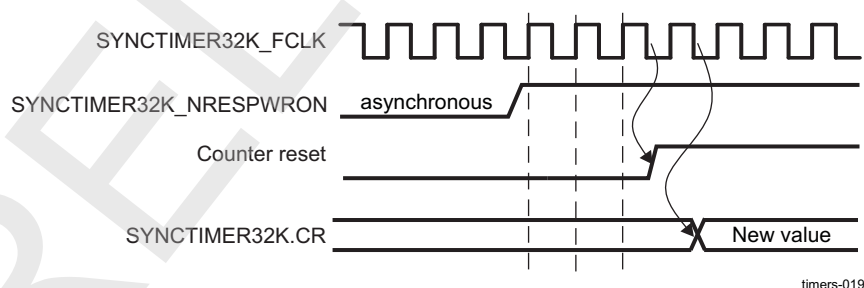 SYNCTIMER32K_FCLK
SYNCTIMER32K_NRESPWRON
asynchronous
Counter reset
SYNCTIMER32K.CR
New value
timers-019